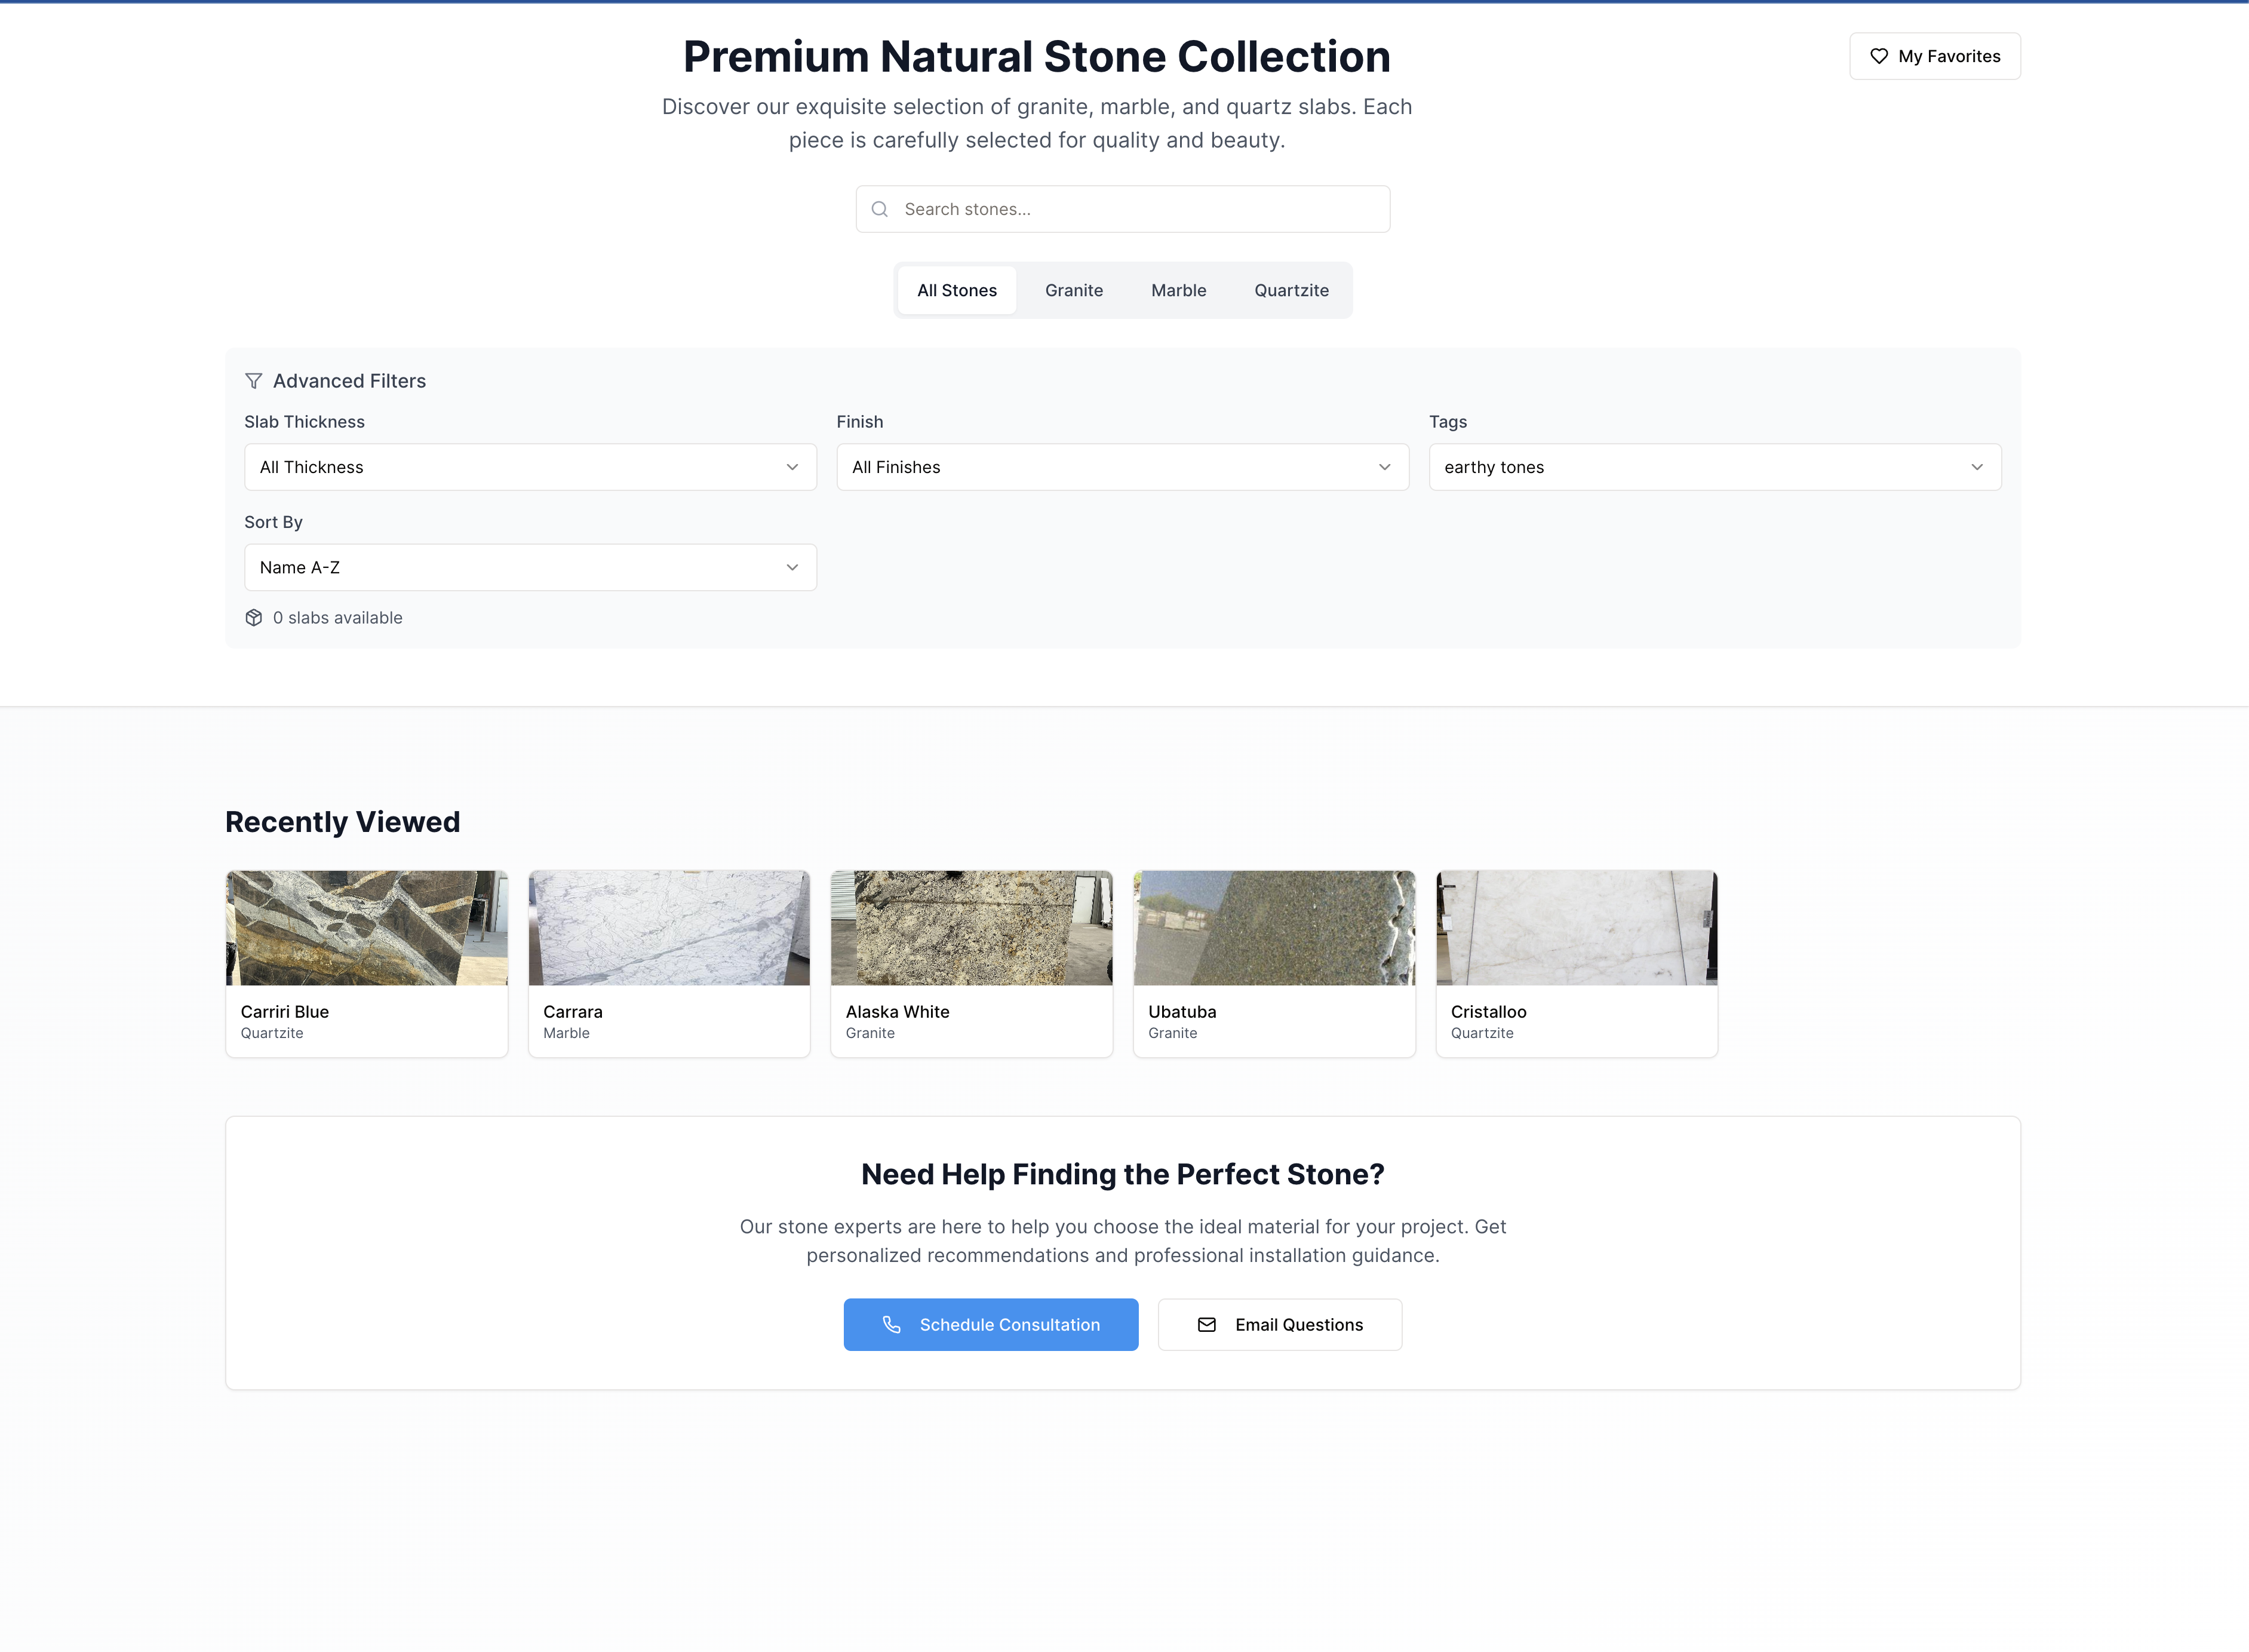 Premium Natural Stone Collection
My Favorites
Discover our exquisite selection of granite, marble, and quartz slabs. Each
piece is carefully selected for quality and beauty.
Search stones...
All Stones
Granite
Marble
Quartzite
Advanced Filters
Slab Thickness
Finish
Tags
All Thickness
All Finishes
earthy tones
Sort By
Name A-Z
0 slabs available
Recently Viewed
Carriri Blue
Quartzite
Carrara
Marble
Alaska White
Granite
Ubatuba
Granite
Cristalloo
Quartzite
Need Help Finding the Perfect Stone?
Our stone experts are here to help you choose the ideal material for your project. Get
personalized recommendations and professional installation guidance.
Schedule Consultation
Email Questions